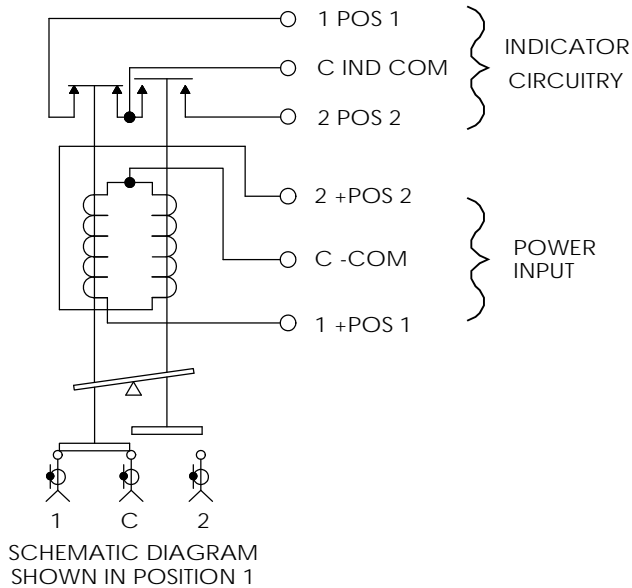 1 POS 1
C IND COM
2 POS 2
INDICATOR
CIRCUITRY
2 +POS 2
C -COM
1 +POS 1
POWER
INPUT
1 C 2
SCHEMATIC DIAGRAM
SHOWN IN POSITION 1